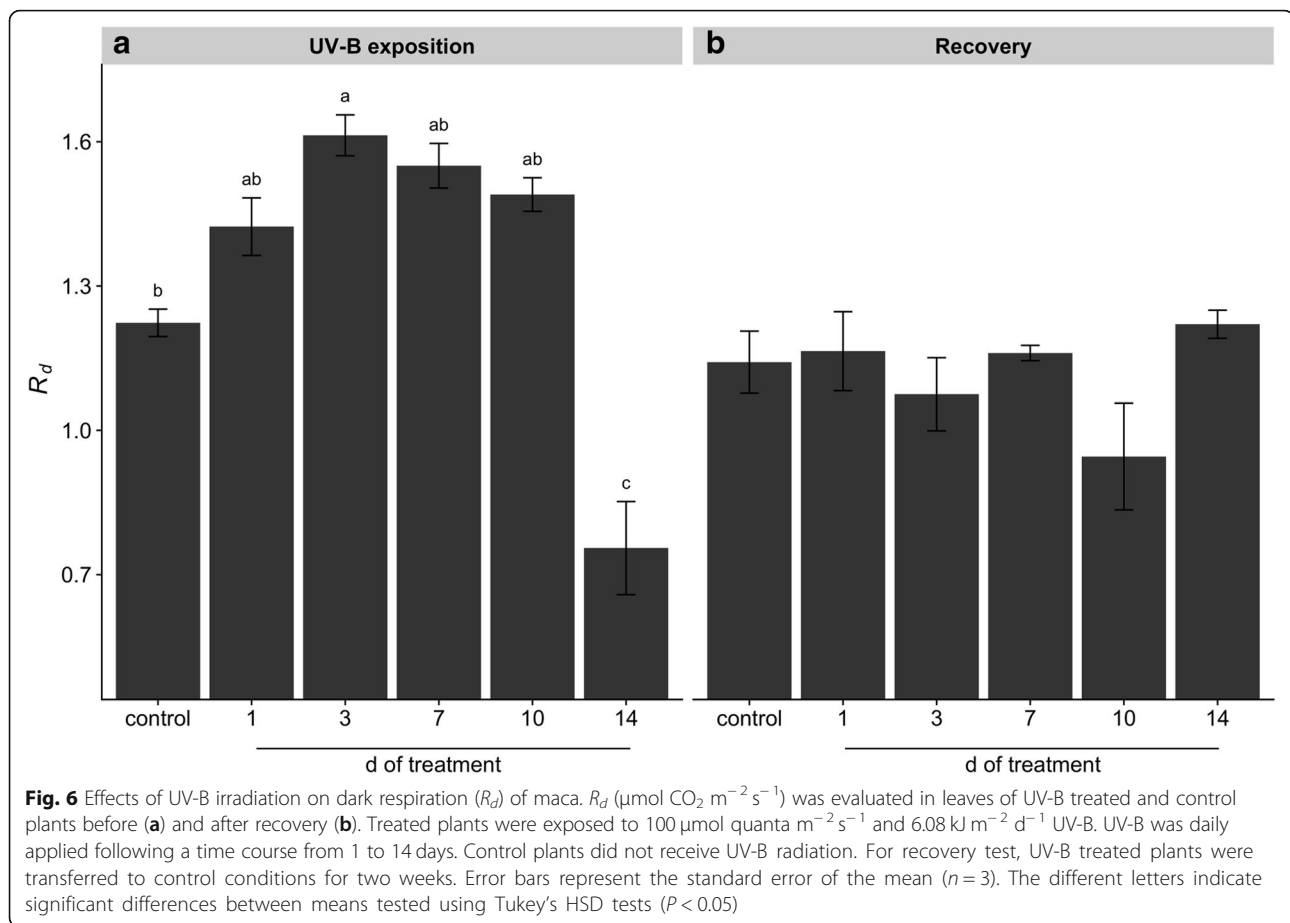 a UV-B exposition b Recovery
a
ab ab
ab
b
c
1.6
1.3
1.0
0.7
R_d
control 1 3 7 10 14 control 1 3 7 10 14
d of treatment d of treatment
Fig. 6 Effects of UV-B irradiation on dark respiration (R_d) of maca. R_d (μmol CO₂ m⁻² s⁻¹) was evaluated in leaves of UV-B treated and control
plants before (a) and after recovery (b). Treated plants were exposed to 100 μmol quanta m⁻² s⁻¹ and 6.08 kJ m⁻² d⁻¹ UV-B. UV-B was daily
applied following a time course from 1 to 14 days. Control plants did not receive UV-B radiation. For recovery test, UV-B treated plants were
transferred to control conditions for two weeks. Error bars represent the standard error of the mean (n = 3). The different letters indicate
significant differences between means tested using Tukey's HSD tests (P < 0.05)